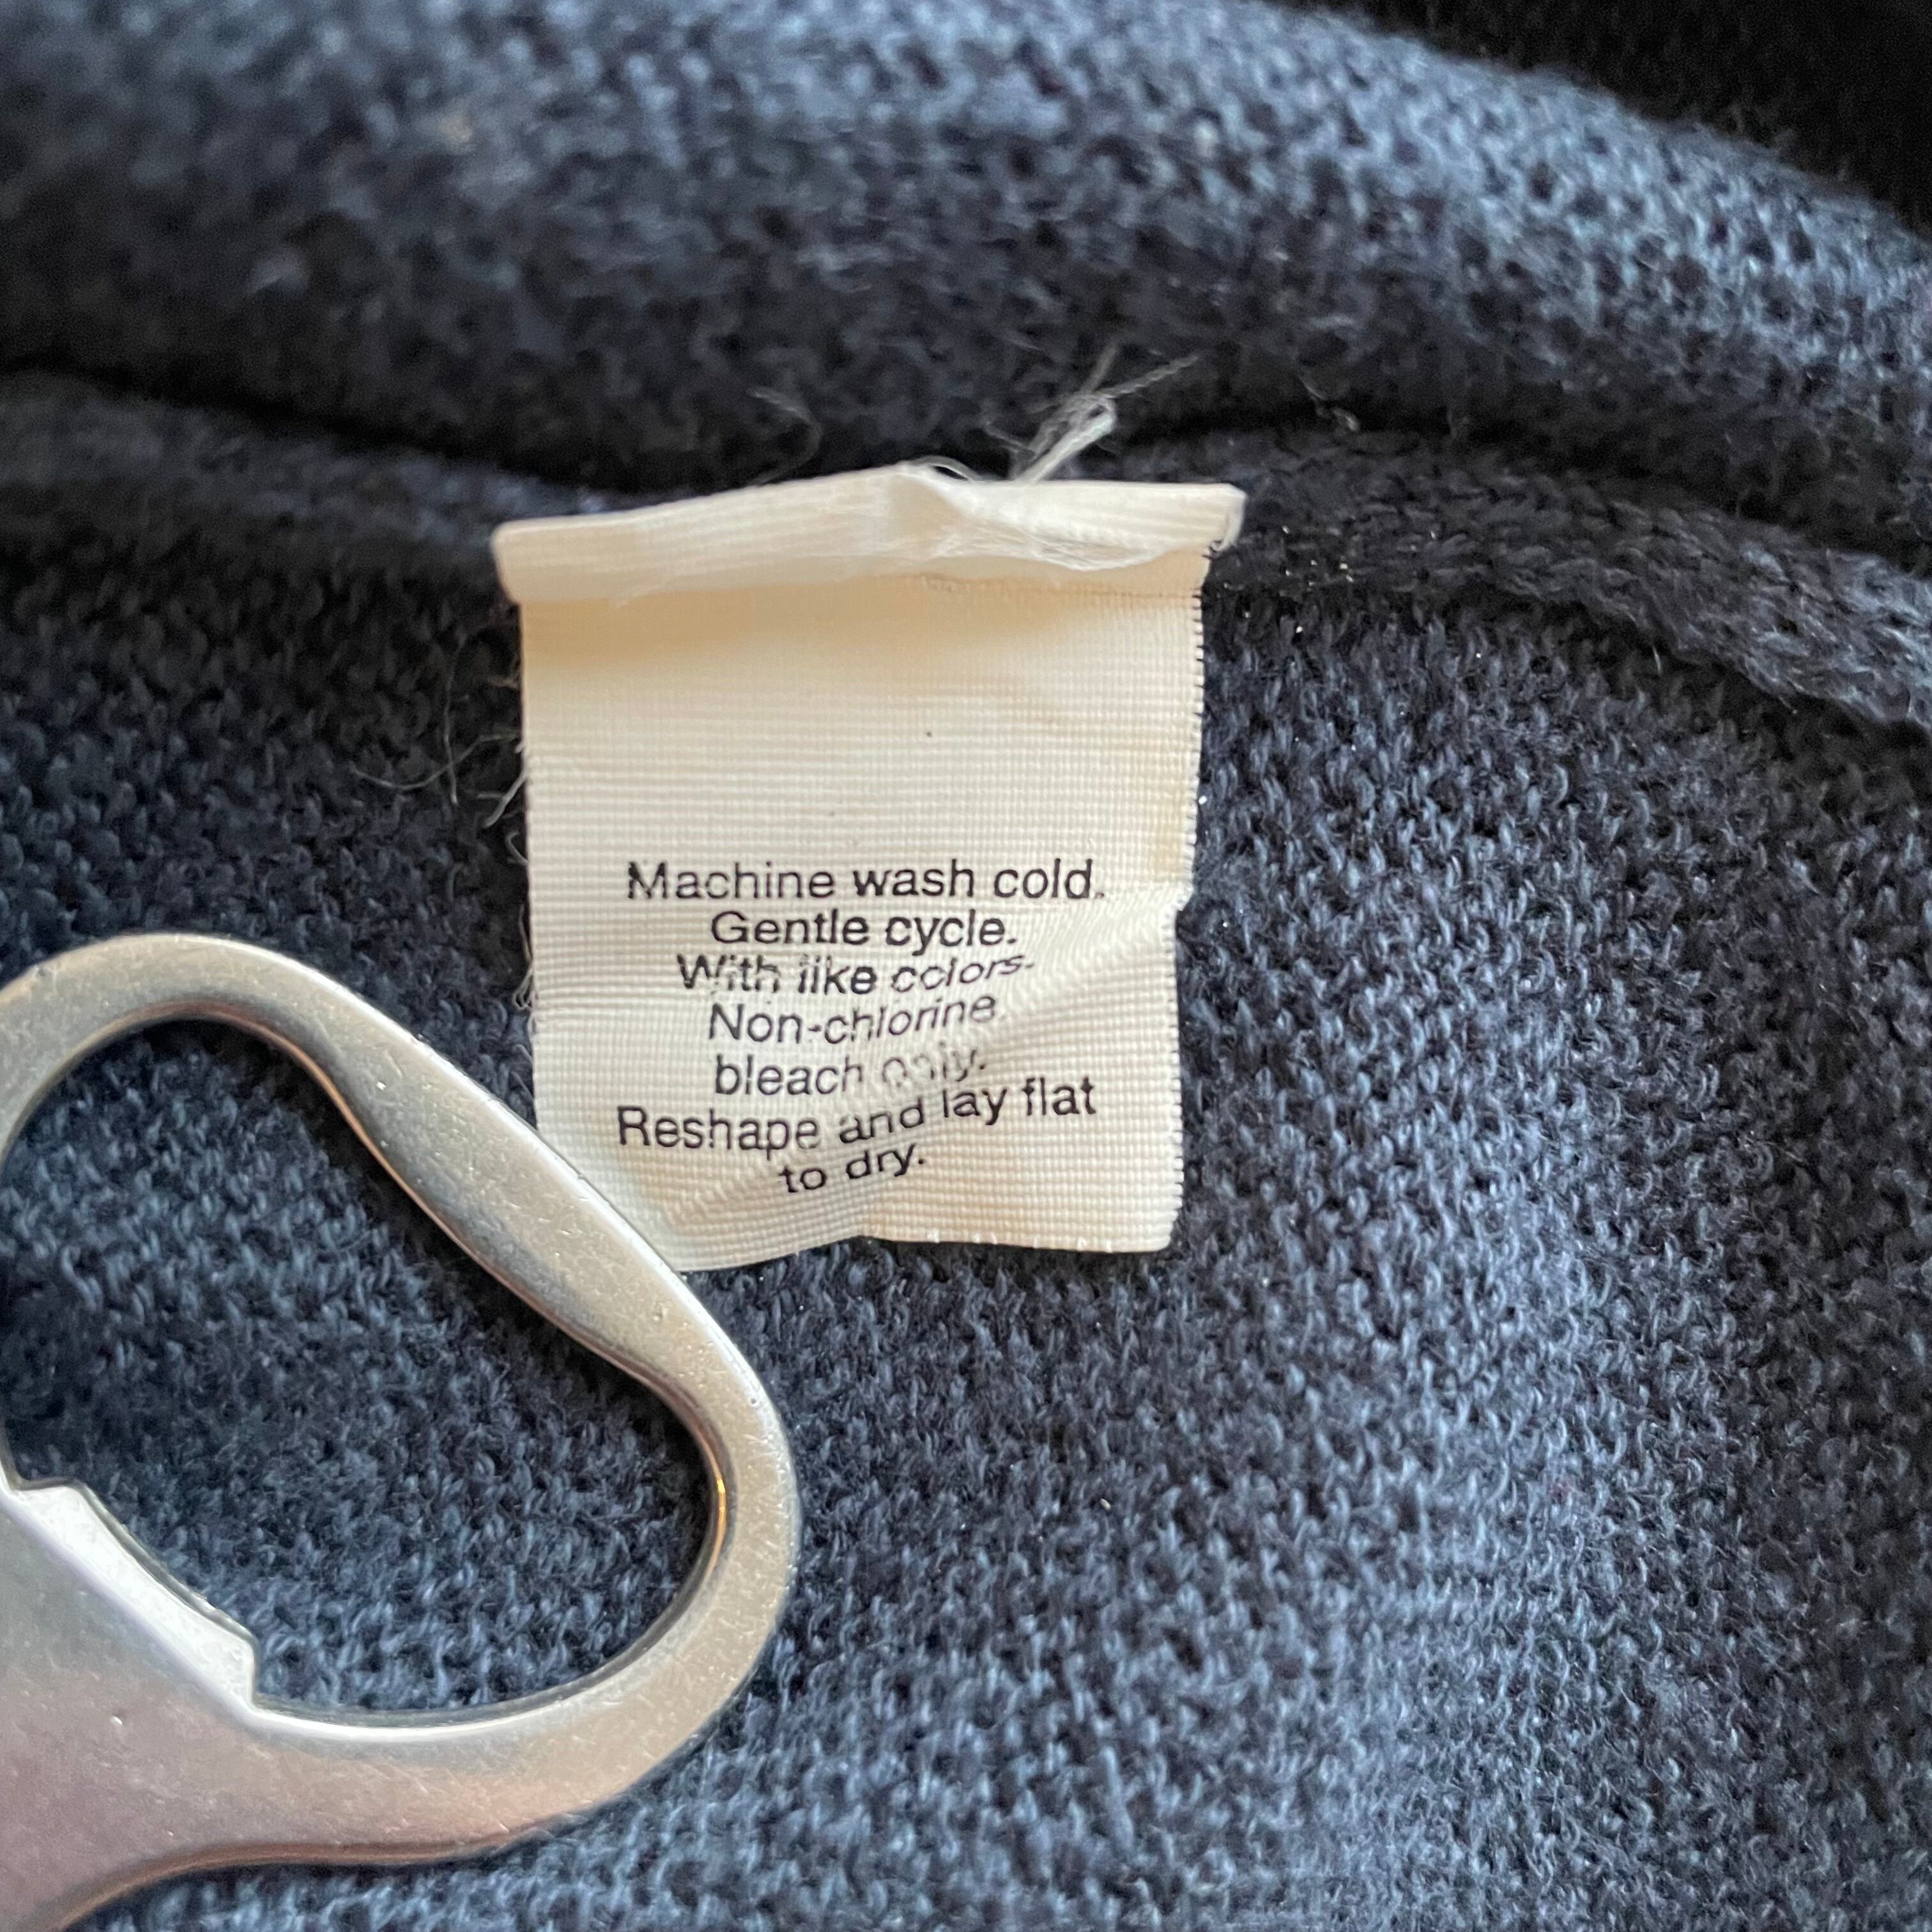 Machine wash cold.
Gentle cycle.
With like colors.
Non-chlorine
bleach only.
Reshape and lay flat
to dry.